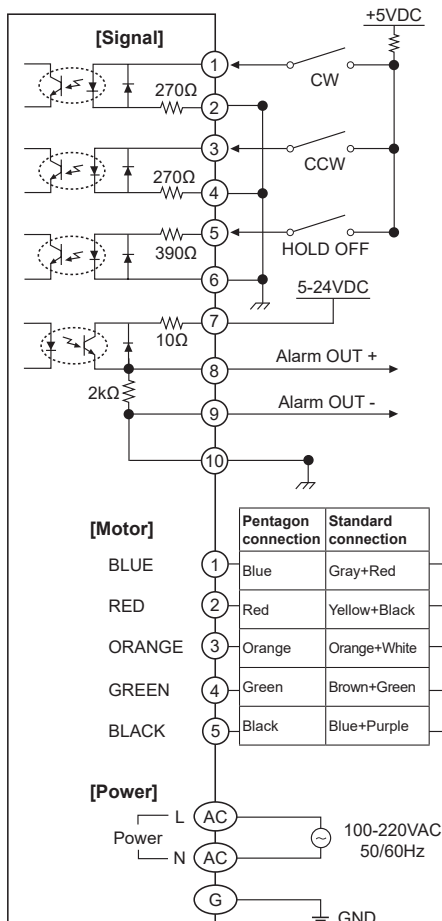 +5VDC
[Signal]
1
CW
270Ω
2
3
CCW
270Ω
4
5
HOLD OFF
390Ω
6
5-24VDC
7
10Ω
Alarm OUT +
8
2kΩ
Alarm OUT -
9
10
[Motor]
Pentagon connection
Standard connection
BLUE 1 Blue Gray+Red
RED 2 Red Yellow+Black
ORANGE 3 Orange Orange+White
GREEN 4 Green Brown+Green
BLACK 5 Black Blue+Purple
[Power]
L AC
Power
100-220VAC
50/60Hz
N AC
G
GND